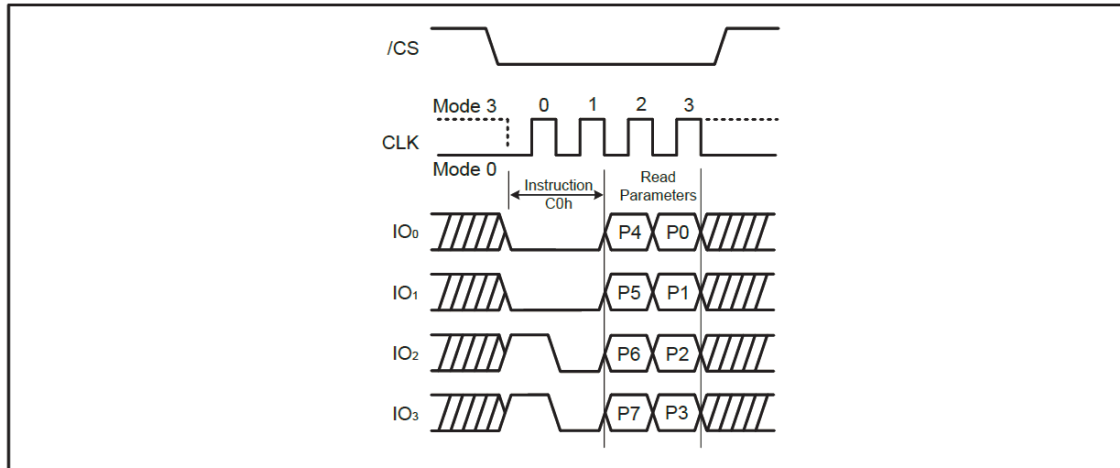 /CS
Mode 3 0 1 2 3
CLK
Mode 0
Instruction
C0h
Read
Parameters
IO₀ P4 P0
IO₁ P5 P1
IO₂ P6 P2
IO₃ P7 P3